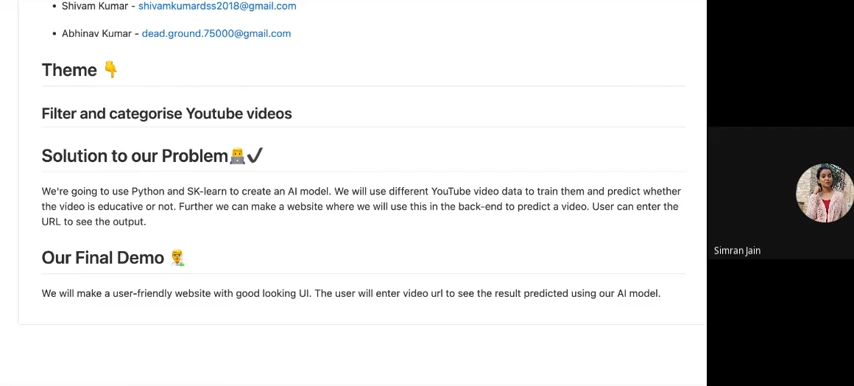 Shivam Kumar - shivamkumardss2018@gmail.com
Abhinav Kumar - dead.ground.75000@gmail.com
Theme 👇
Filter and categorise Youtube videos
Solution to our Problem👨‍💻✔
We're going to use Python and SK-learn to create an AI model. We will use different YouTube video data to train them and predict whether
the video is educative or not. Further we can make a website where we will use this in the back-end to predict a video. User can enter the
URL to see the output.
Our Final Demo 👨‍🏫
We will make a user-friendly website with good looking UI. The user will enter video url to see the result predicted using our AI model.
Simran Jain